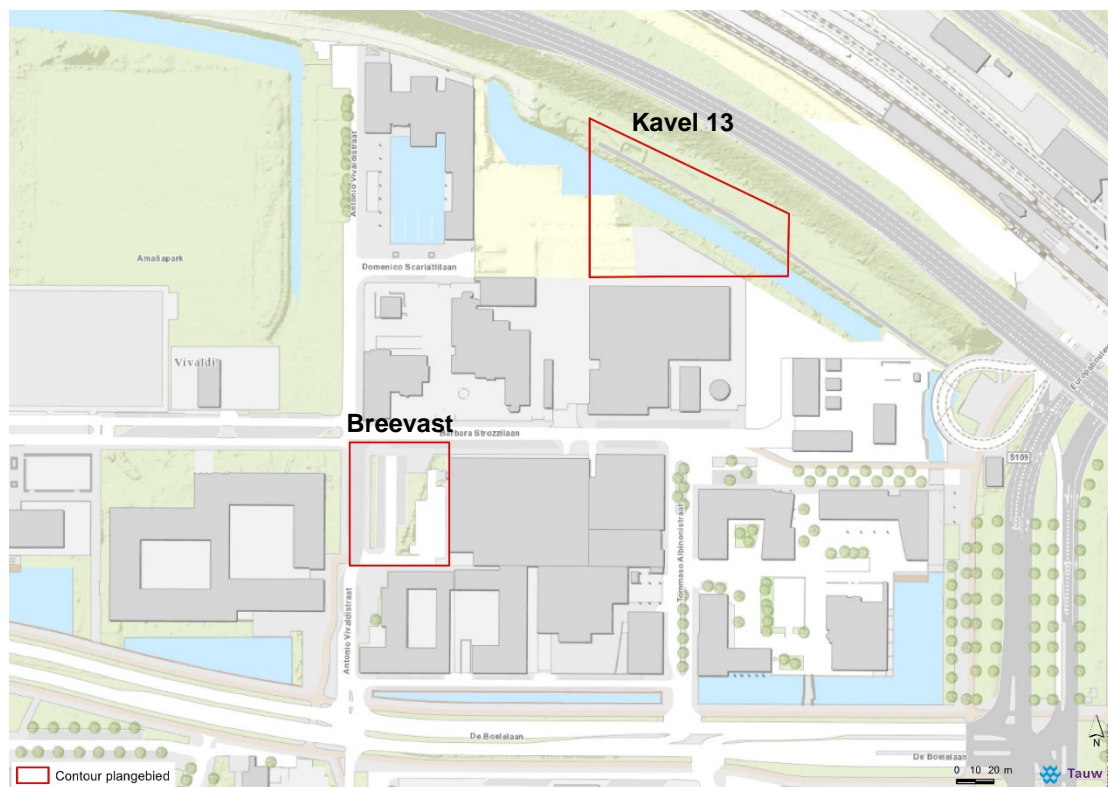 Kavel 13
Antonio Vivaldistraat
Amaliapark
Domenico Scarlattilaan
Vivaldi
Breevast
Barbara Strozzilaan
S109
Tommaso Albinonistraat
Antonio Vivaldistraat
De Boelelaan
De Boelelaan
N
Contour plangebied
0 10 20 m
Tauw